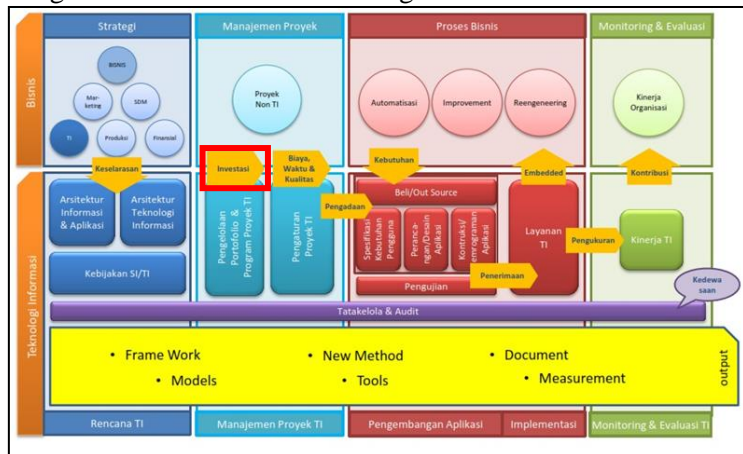 Strategi
Manajemen Proyek
Proses Bisnis
Monitoring & Evaluasi
Bisnis
BISNIS
Mar-
keting
SDM
TI
Produksi
Financial
Proyek
Non TI
Automatisasi
Improvement
Reengeneering
Kinerja
Organisasi
Keselarasan
Investasi
Biaya,
Waktu &
Kualitas
Kebutuhan
Embedded
Kontribusi
Teknologi Informasi
Arsitektur
Informasi
& Aplikasi
Arsitektur
Teknologi
Informasi
Kebijakan SI/TI
Pengelolaan
Portofolio &
Program Proyek TI
Pengaturan
Proyek TI
Pengadaan
Beli/Out Source
Spesifikasi
Kebutuhan
Pengguna
Peranca-
ngan/Desain
Aplikasi
Kontruksi/
Pemrograman
Aplikasi
Pengujian
Penerimaan
Layanan
TI
Pengukuran
Kinerja TI
Kedewa
saan
Tatakelola & Audit
• Frame Work
• New Method
• Document
• Models
• Tools
• Measurement
output
Rencana TI
Manajemen Proyek TI
Pengembangan Aplikasi
Implementasi
Monitoring & Evaluasi TI